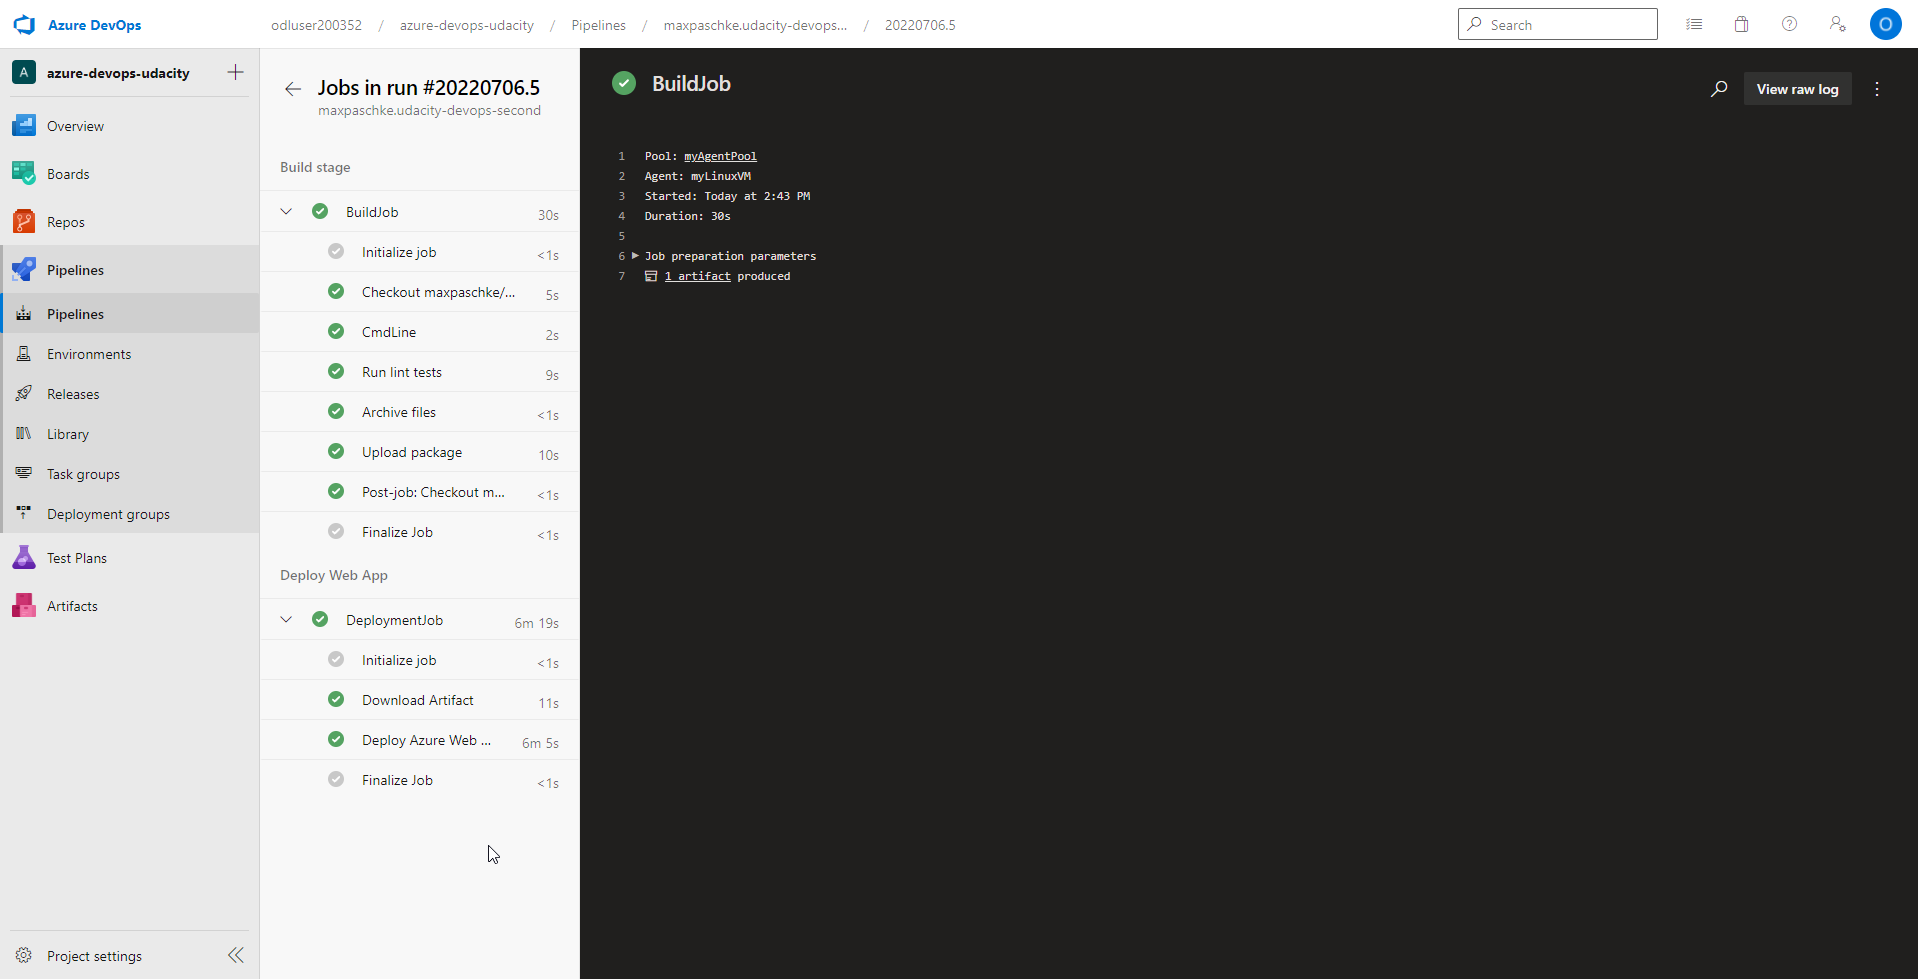 Azure DevOps
odluser200352 / azure-devops-udacity / Pipelines / maxpaschke.udacity-devops... / 20220706.5
Search
O
A azure-devops-udacity
Overview
Boards
Repos
Pipelines
Pipelines
Environments
Releases
Library
Task groups
Deployment groups
Test Plans
Artifacts
Project settings
Jobs in run #20220706.5
maxpaschke.udacity-devops-second
Build stage
BuildJob 30s
Initialize job <1s
Checkout maxpaschke/... 5s
CmdLine 2s
Run lint tests 9s
Archive files <1s
Upload package 10s
Post-job: Checkout m... <1s
Finalize Job <1s
Deploy Web App
DeploymentJob 6m 19s
Initialize job <1s
Download Artifact 11s
Deploy Azure Web ... 6m 5s
Finalize Job <1s
BuildJob
View raw log
1 Pool: myAgentPool
2 Agent: myLinuxVM
3 Started: Today at 2:43 PM
4 Duration: 30s
5
6 Job preparation parameters
7 1 artifact produced